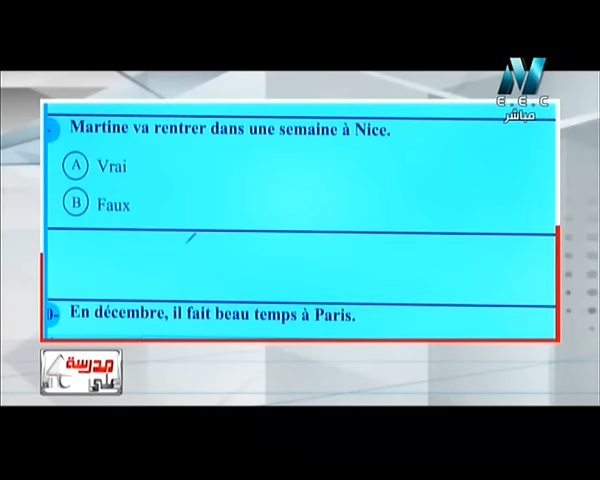 E.E.C
مباشر
Martine va rentrer dans une semaine à Nice.
A Vrai
B Faux
0- En décembre, il fait beau temps à Paris.
مدرسة
على